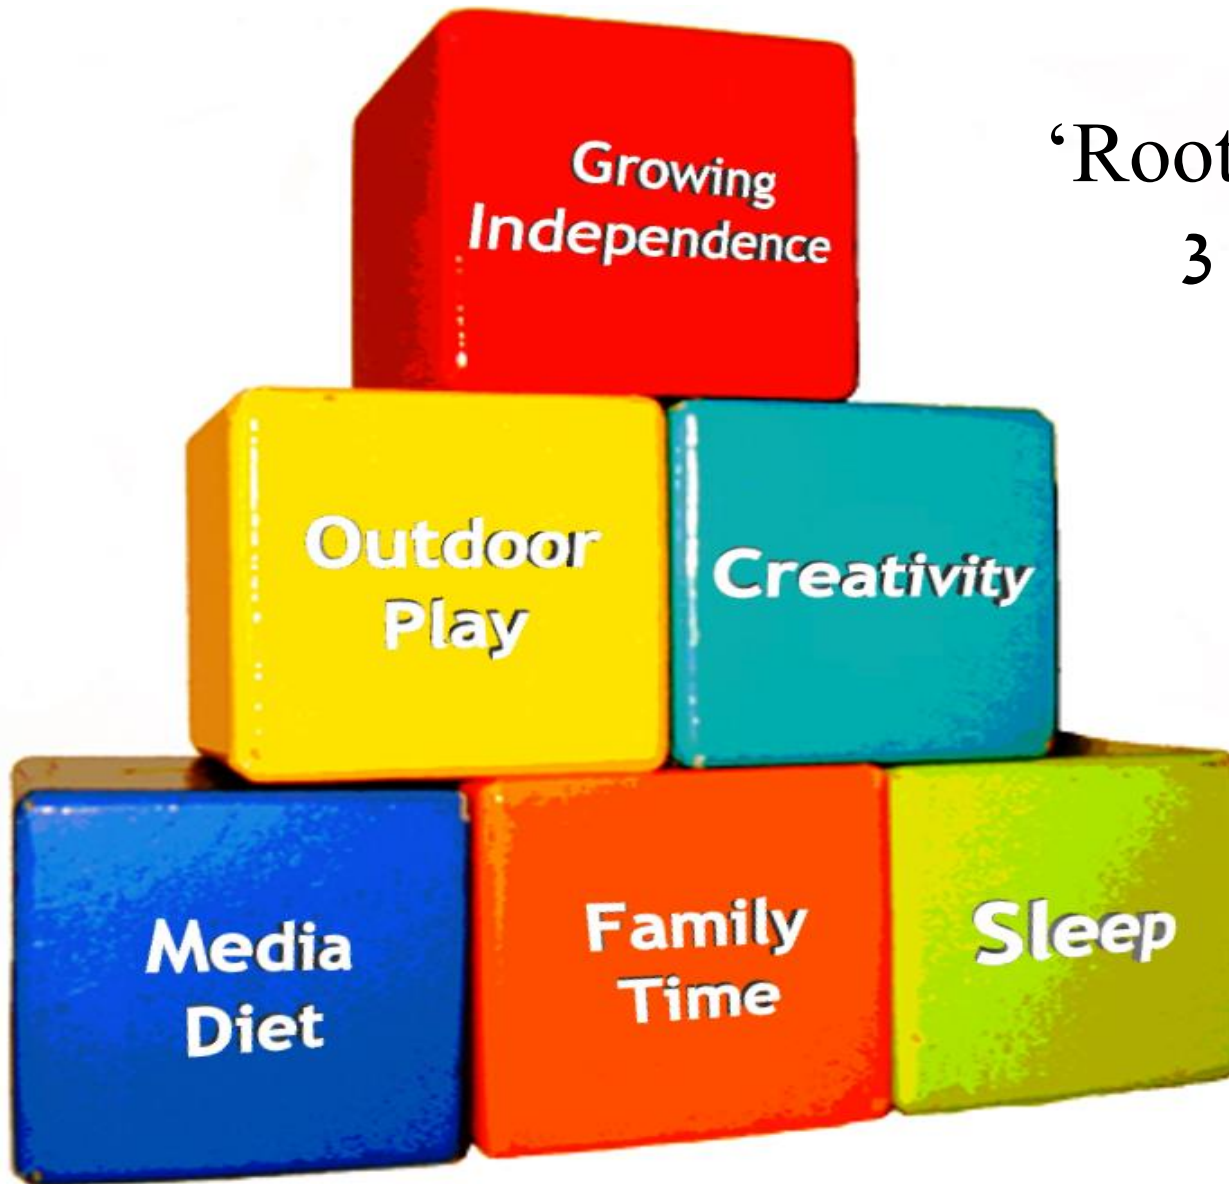 ‘Root
3
Growing
Independence
Outdoor
Play
Creativity
Media
Diet
Family
Time
Sleep